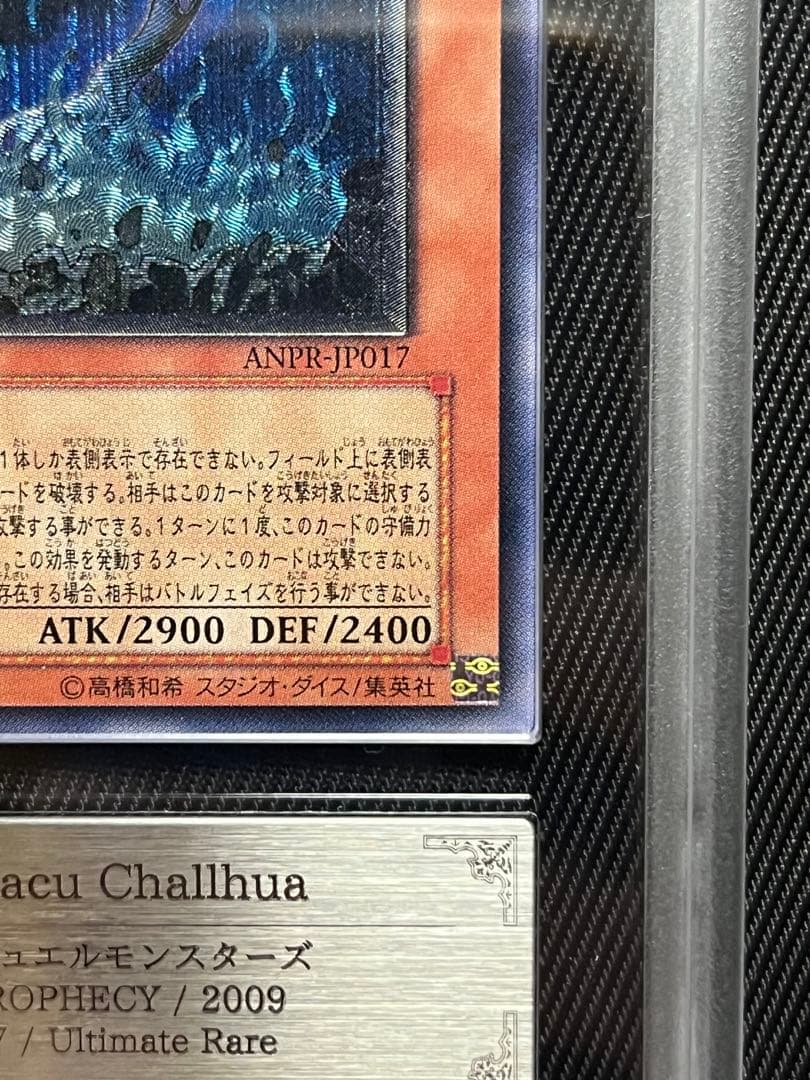 ANPR-JP017
1体しか表側表示で存在できない。フィールド上に表側表
ードを破壊する。相手はこのカードを攻撃対象に選択する
攻撃する事ができる。1ターンに1度、このカードの守備力
。この効果を発動するターン、このカードは攻撃できない。
存在する場合、相手はバトルフェイズを行う事ができない。
ATK/2900 DEF/2400
©高橋和希 スタジオ・ダイス/集英社
acu Challhua
ュエルモンスターズ
ROPHECY / 2009
7 / Ultimate Rare